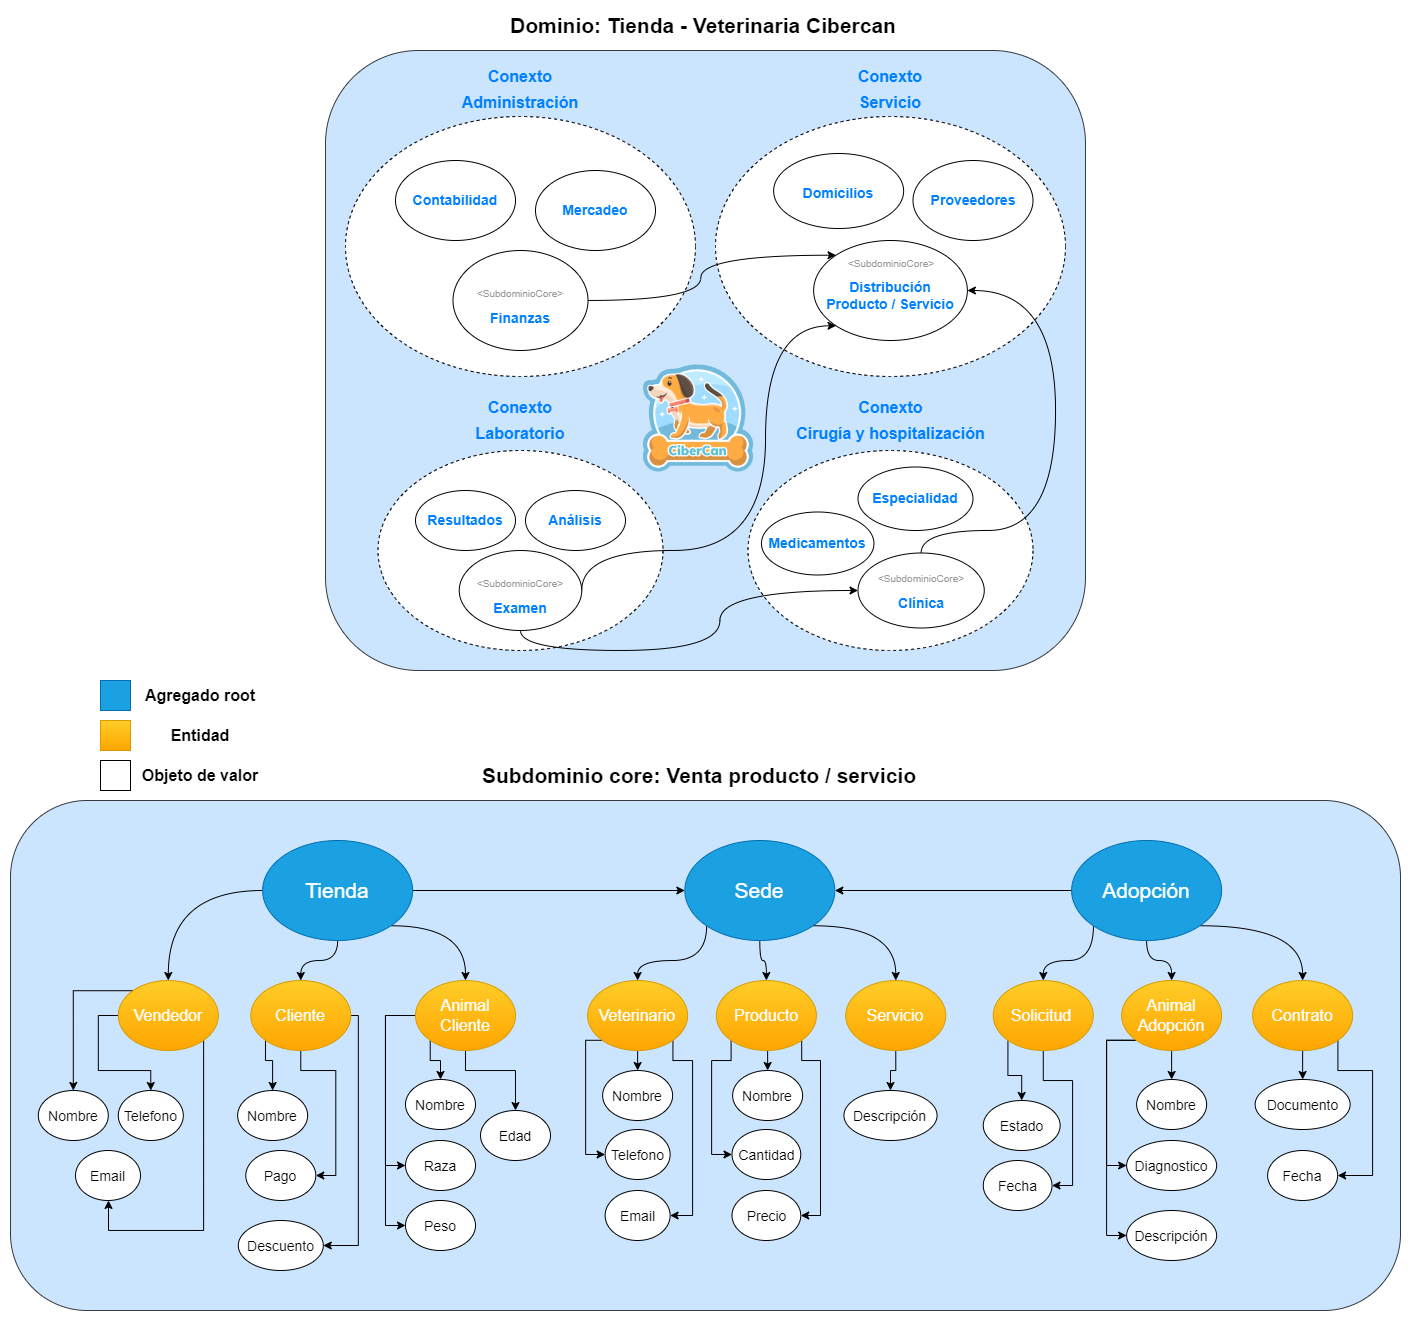 Dominio: Tienda - Veterinaria Cibercan
Conexto
Administración
Conexto
Servicio
Contabilidad
Mercadeo
<SubdominioCore>
Finanzas
Domicilios
Proveedores
<SubdominioCore>
Distribución
Producto / Servicio
CiberCan
Conexto
Laboratorio
Conexto
Cirugía y hospitalización
Resultados
Análisis
<SubdominioCore>
Examen
Especialidad
Medicamentos
<SubdominioCore>
Clínica
Agregado root
Entidad
Objeto de valor
Subdominio core: Venta producto / servicio
Tienda
Sede
Adopción
Vendedor
Cliente
Animal
Cliente
Veterinario
Producto
Servicio
Solicitud
Animal
Adopción
Contrato
Nombre
Telefono
Email
Nombre
Pago
Descuento
Nombre
Edad
Raza
Peso
Nombre
Telefono
Email
Nombre
Cantidad
Precio
Descripción
Estado
Fecha
Nombre
Diagnostico
Descripción
Documento
Fecha